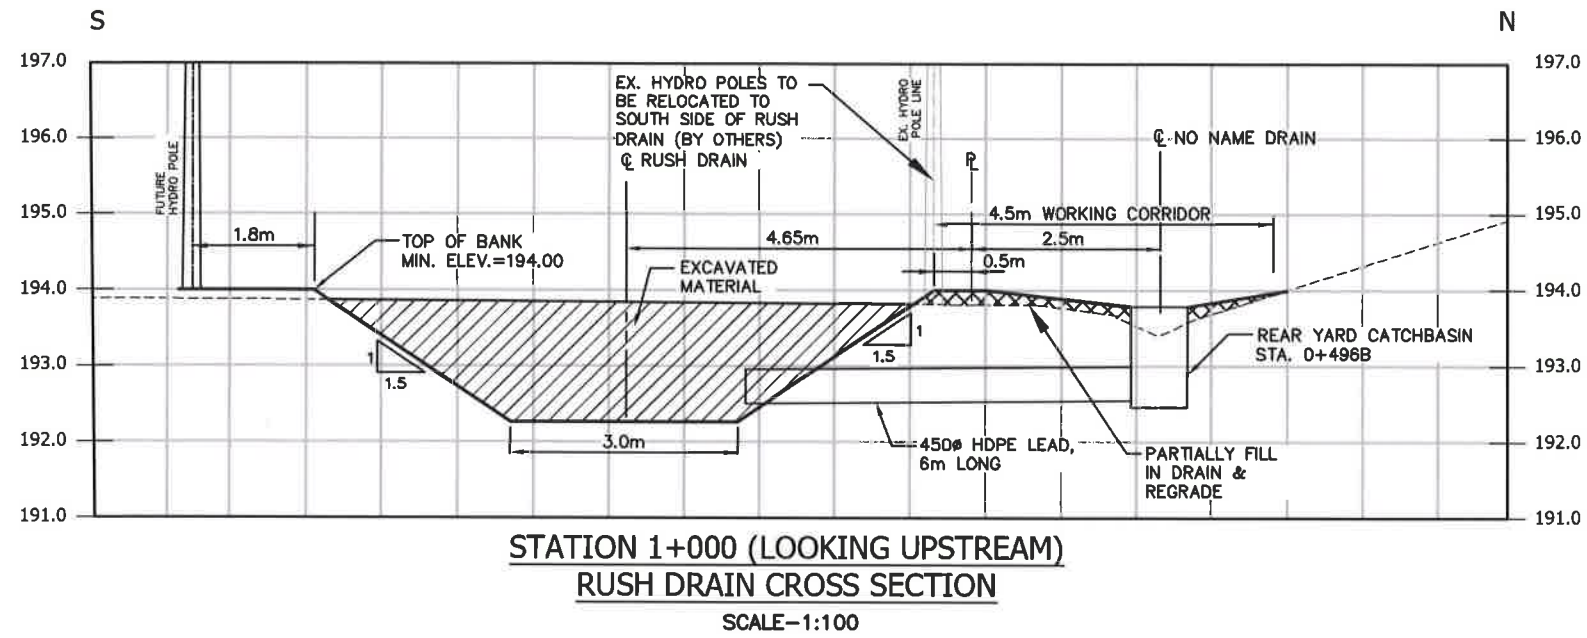 S
N
197.0
196.0
195.0
194.0
193.0
192.0
191.0
197.0
196.0
195.0
194.0
193.0
192.0
191.0
FUTURE
HYDRO POLE
1.8m
TOP OF BANK
MIN. ELEV.=194.00
EX. HYDRO POLES TO
BE RELOCATED TO
SOUTH SIDE OF RUSH
DRAIN (BY OTHERS)
℄ RUSH DRAIN
EX. HYDRO
POLE LINE
PL
℄ NO NAME DRAIN
4.5m WORKING CORRIDOR
4.65m
2.5m
0.5m
EXCAVATED
MATERIAL
1
1.5
1
1.5
REAR YARD CATCHBASIN
STA. 0+496B
3.0m
450ø HDPE LEAD,
6m LONG
PARTIALLY FILL
IN DRAIN &
REGRADE
STATION 1+000 (LOOKING UPSTREAM)
RUSH DRAIN CROSS SECTION
SCALE-1:100